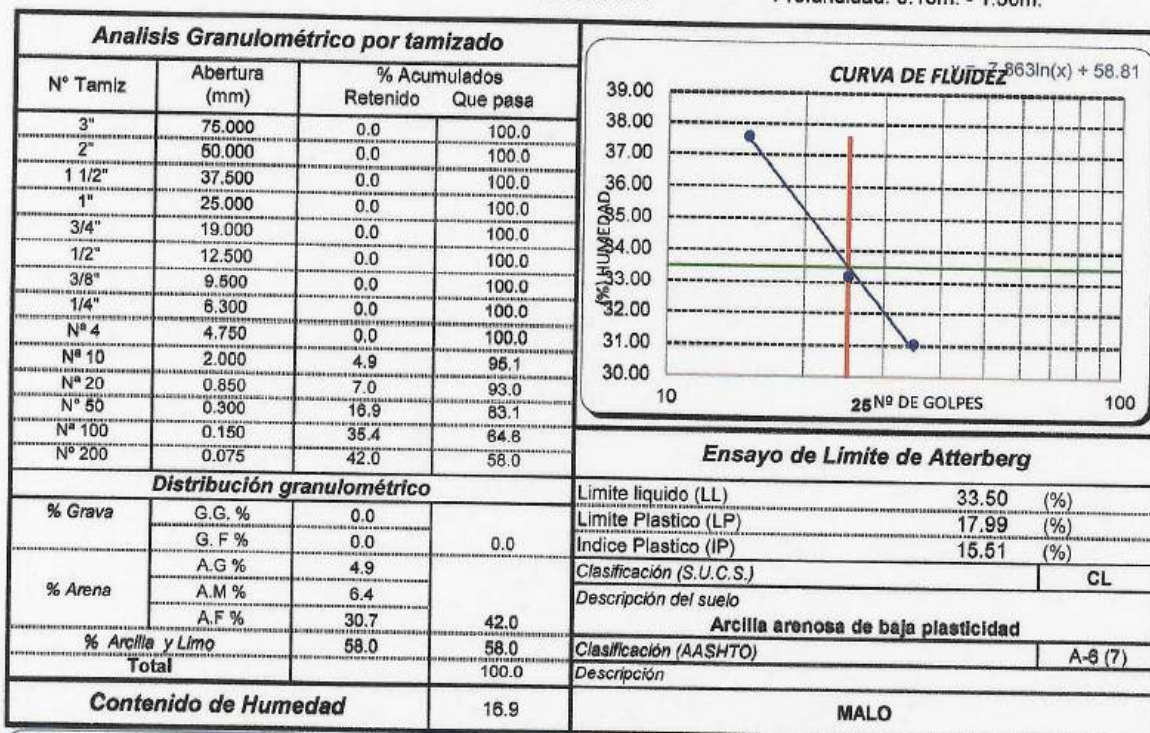 Profundidad: 0.10m. - 1.50m.
Analisis Granulométrico por tamizado
N° Tamiz Abertura (mm) % Acumulados Retenido Que pasa
3" 75.000 0.0 100.0
2" 50.000 0.0 100.0
1 1/2" 37.500 0.0 100.0
1" 25.000 0.0 100.0
3/4" 19.000 0.0 100.0
1/2" 12.500 0.0 100.0
3/8" 9.500 0.0 100.0
1/4" 6.300 0.0 100.0
Nª 4 4.750 0.0 100.0
Nª 10 2.000 4.9 95.1
Nª 20 0.850 7.0 93.0
N° 50 0.300 16.9 83.1
Nª 100 0.150 35.4 64.6
Nº 200 0.075 42.0 58.0
Distribución granulométrico
% Grava G.G. % 0.0
G. F % 0.0 0.0
% Arena A.G % 4.9
A.M % 6.4
A.F % 30.7 42.0
% Arcilla y Limo 58.0 58.0
Total 100.0
Contenido de Humedad 16.9
CURVA DE FLUIDEZ
7.863ln(x) + 58.81
(%) HUMEDAD
39.00
38.00
37.00
36.00
35.00
34.00
33.00
32.00
31.00
30.00
10 25 Nº DE GOLPES 100
Ensayo de Limite de Atterberg
Limite liquido (LL) 33.50 (%)
Limite Plastico (LP) 17.99 (%)
Indice Plastico (IP) 15.51 (%)
Clasificación (S.U.C.S.) CL
Descripción del suelo
Arcilla arenosa de baja plasticidad
Clasificación (AASHTO) A-6 (7)
Descripción
MALO